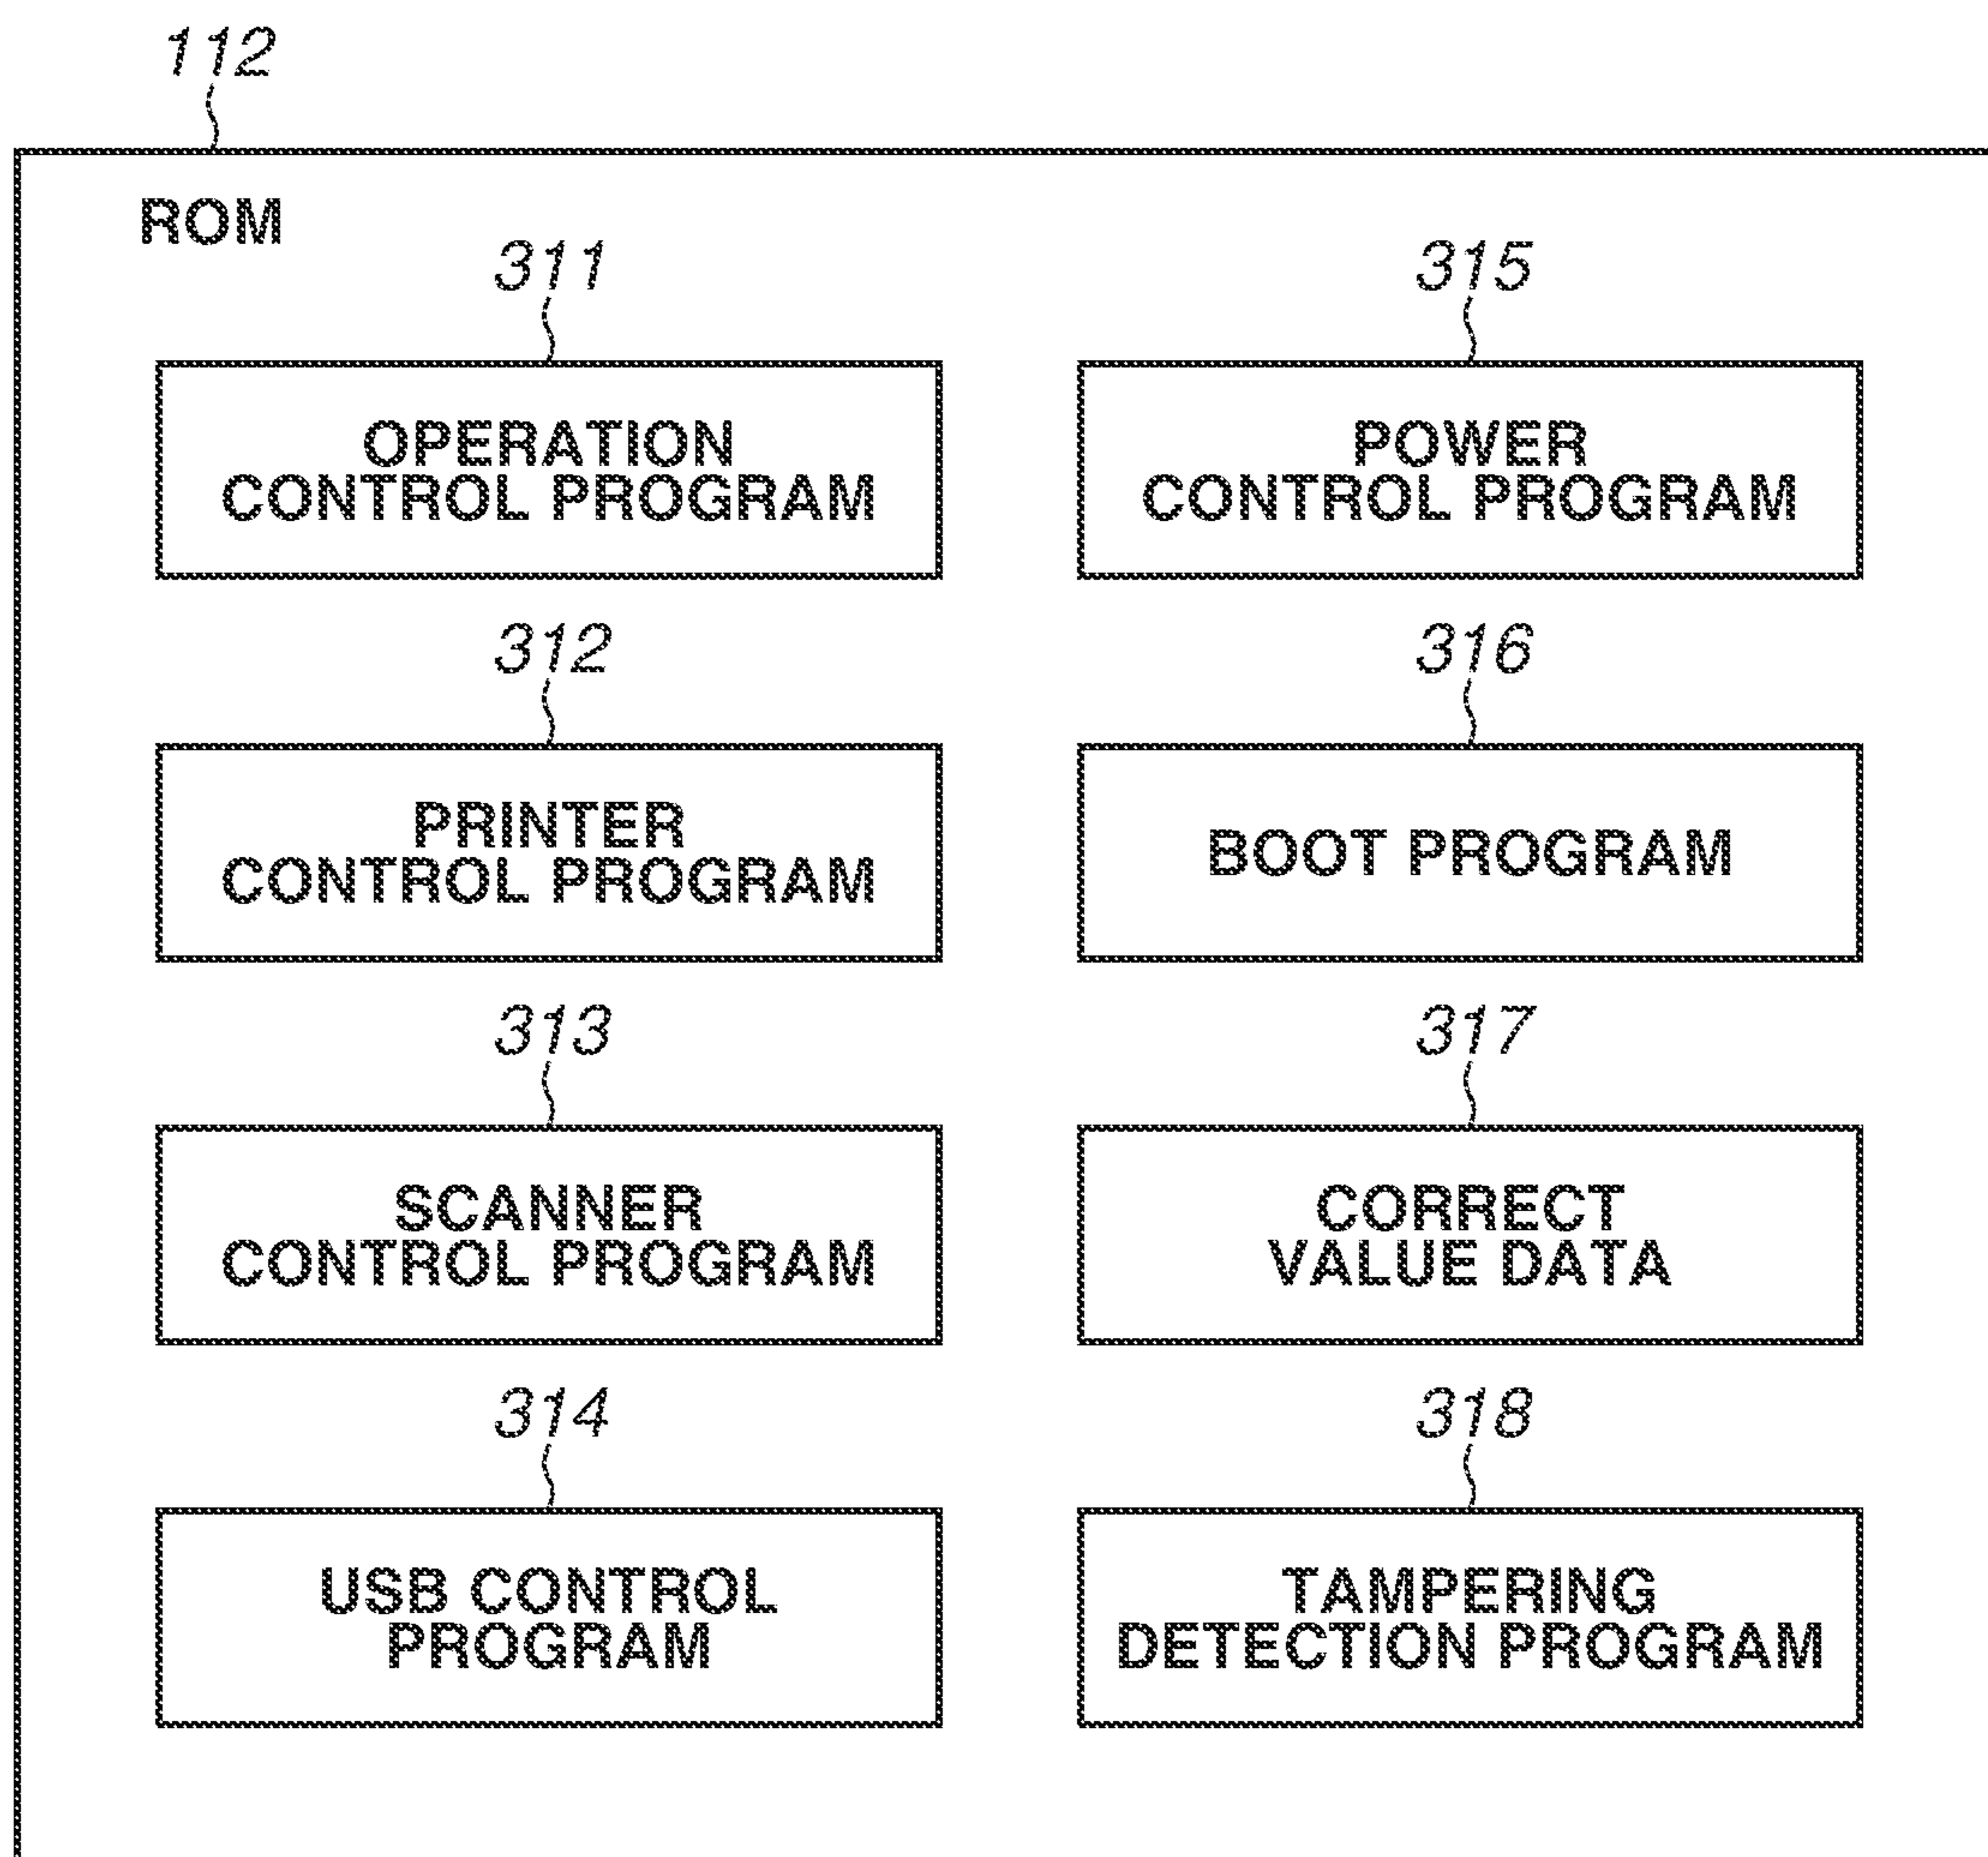 112
ROM
311
OPERATION
CONTROL PROGRAM
312
PRINTER
CONTROL PROGRAM
313
SCANNER
CONTROL PROGRAM
314
USB CONTROL
PROGRAM
315
POWER
CONTROL PROGRAM
316
BOOT PROGRAM
317
CORRECT
VALUE DATA
318
TAMPERING
DETECTION PROGRAM